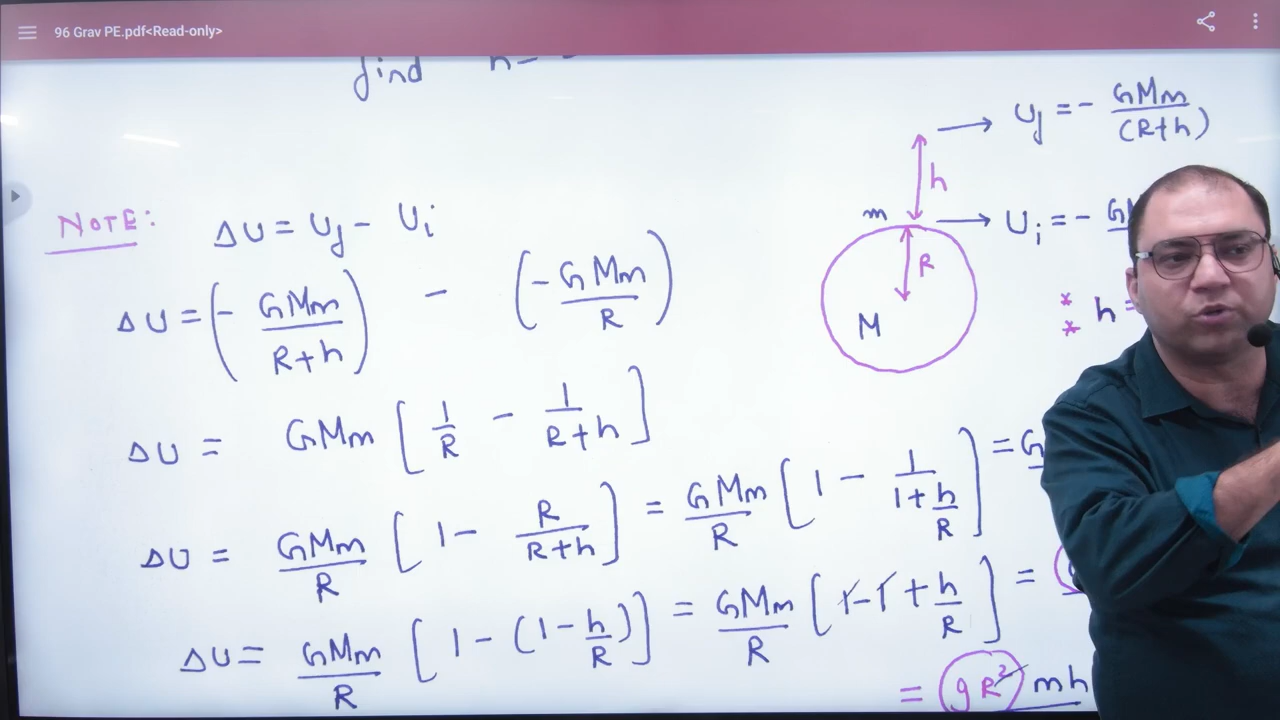 96 Grav PE.pdf<Read-only>
find h=
U_f = - GMm/(R+h)
h
m
U_i = - G
R
M
** h =
NOTE: ΔU = U_f - U_i
ΔU = (- GMm/(R+h)) - (-GMm/R)
ΔU = GMm [1/R - 1/(R+h)]
ΔU = GMm/R [1 - R/(R+h)] = GMm/R [1 - 1/(1+h/R)] = G
ΔU = GMm/R [1 - (1 - h/R)] = GMm/R [1-1 + h/R] =
= gR² mh